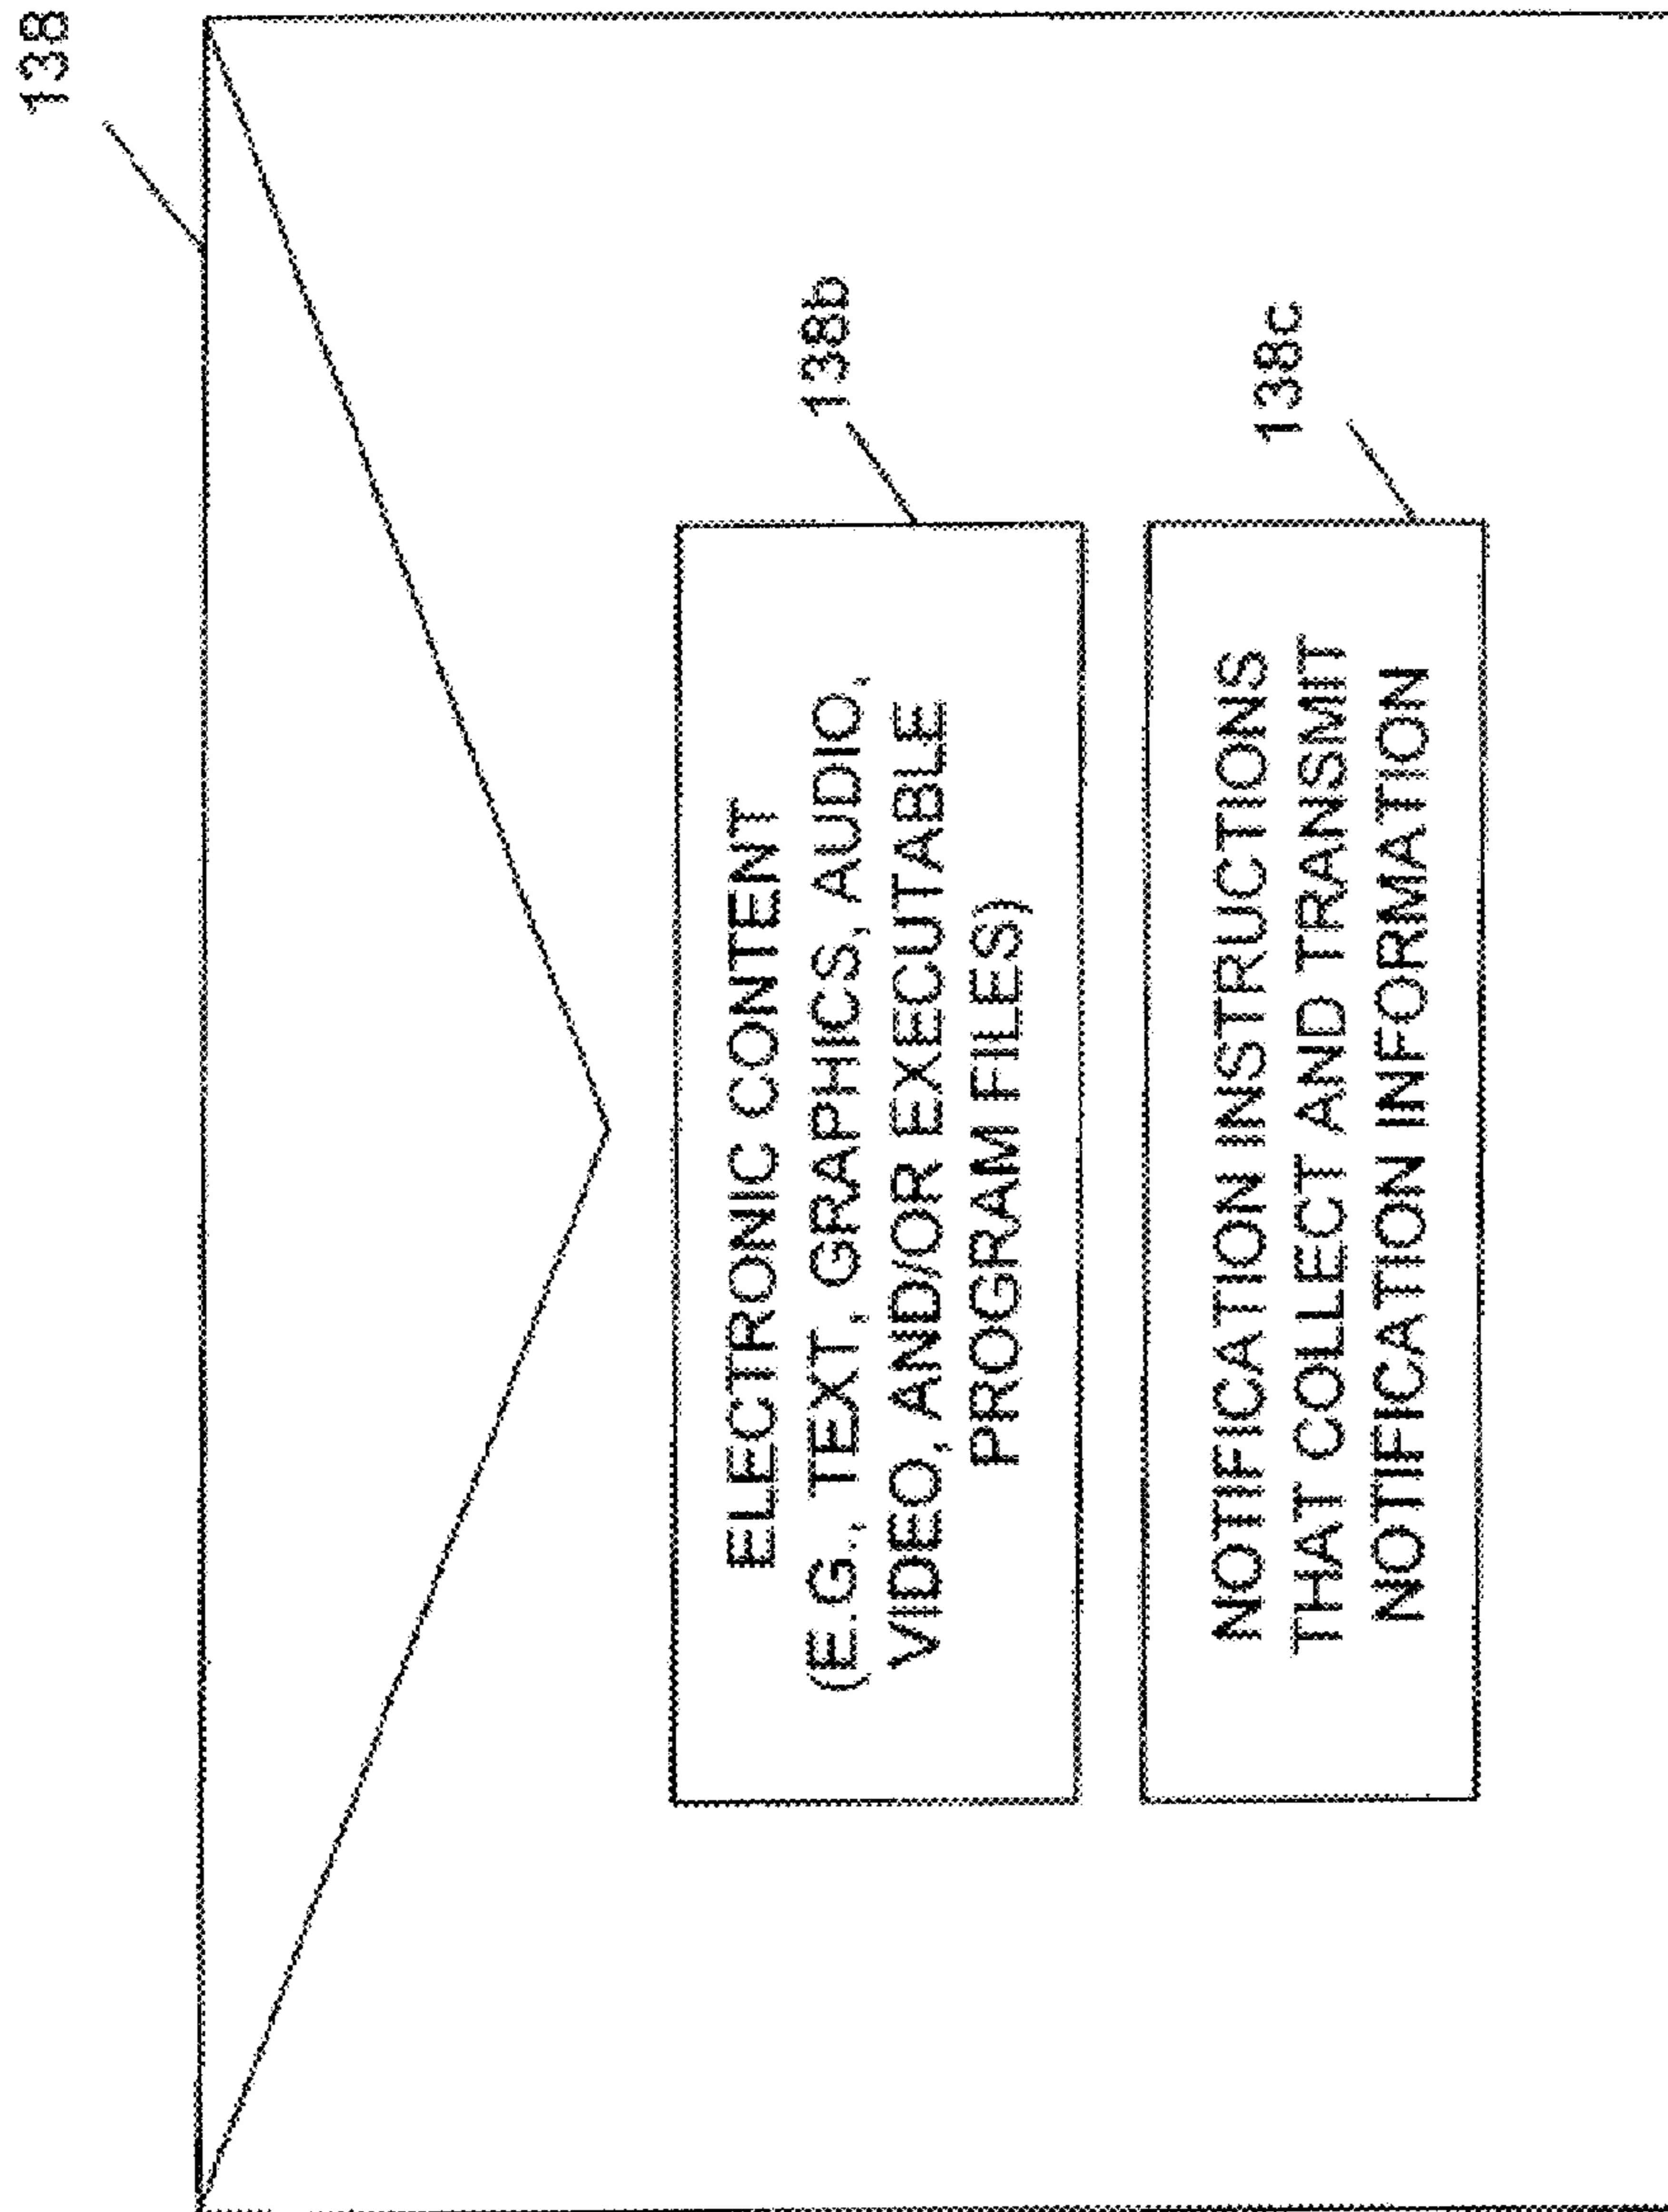 138
138b
ELECTRONIC CONTENT
(E.G., TEXT, GRAPHICS, AUDIO,
VIDEO, AND/OR EXECUTABLE
PROGRAM FILES)
138c
NOTIFICATION INSTRUCTIONS
THAT COLLECT AND TRANSMIT
NOTIFICATION INFORMATION